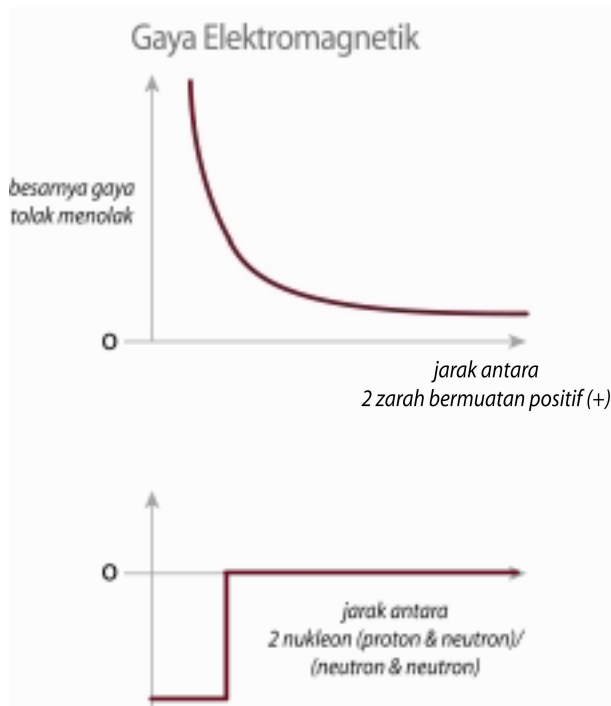 Gaya Elektromagnetik
besarnya gaya
tolak menolak
O
jarak antara
2 zarah bermuatan positif (+)
O
jarak antara
2 nukleon (proton & neutron)/
(neutron & neutron)